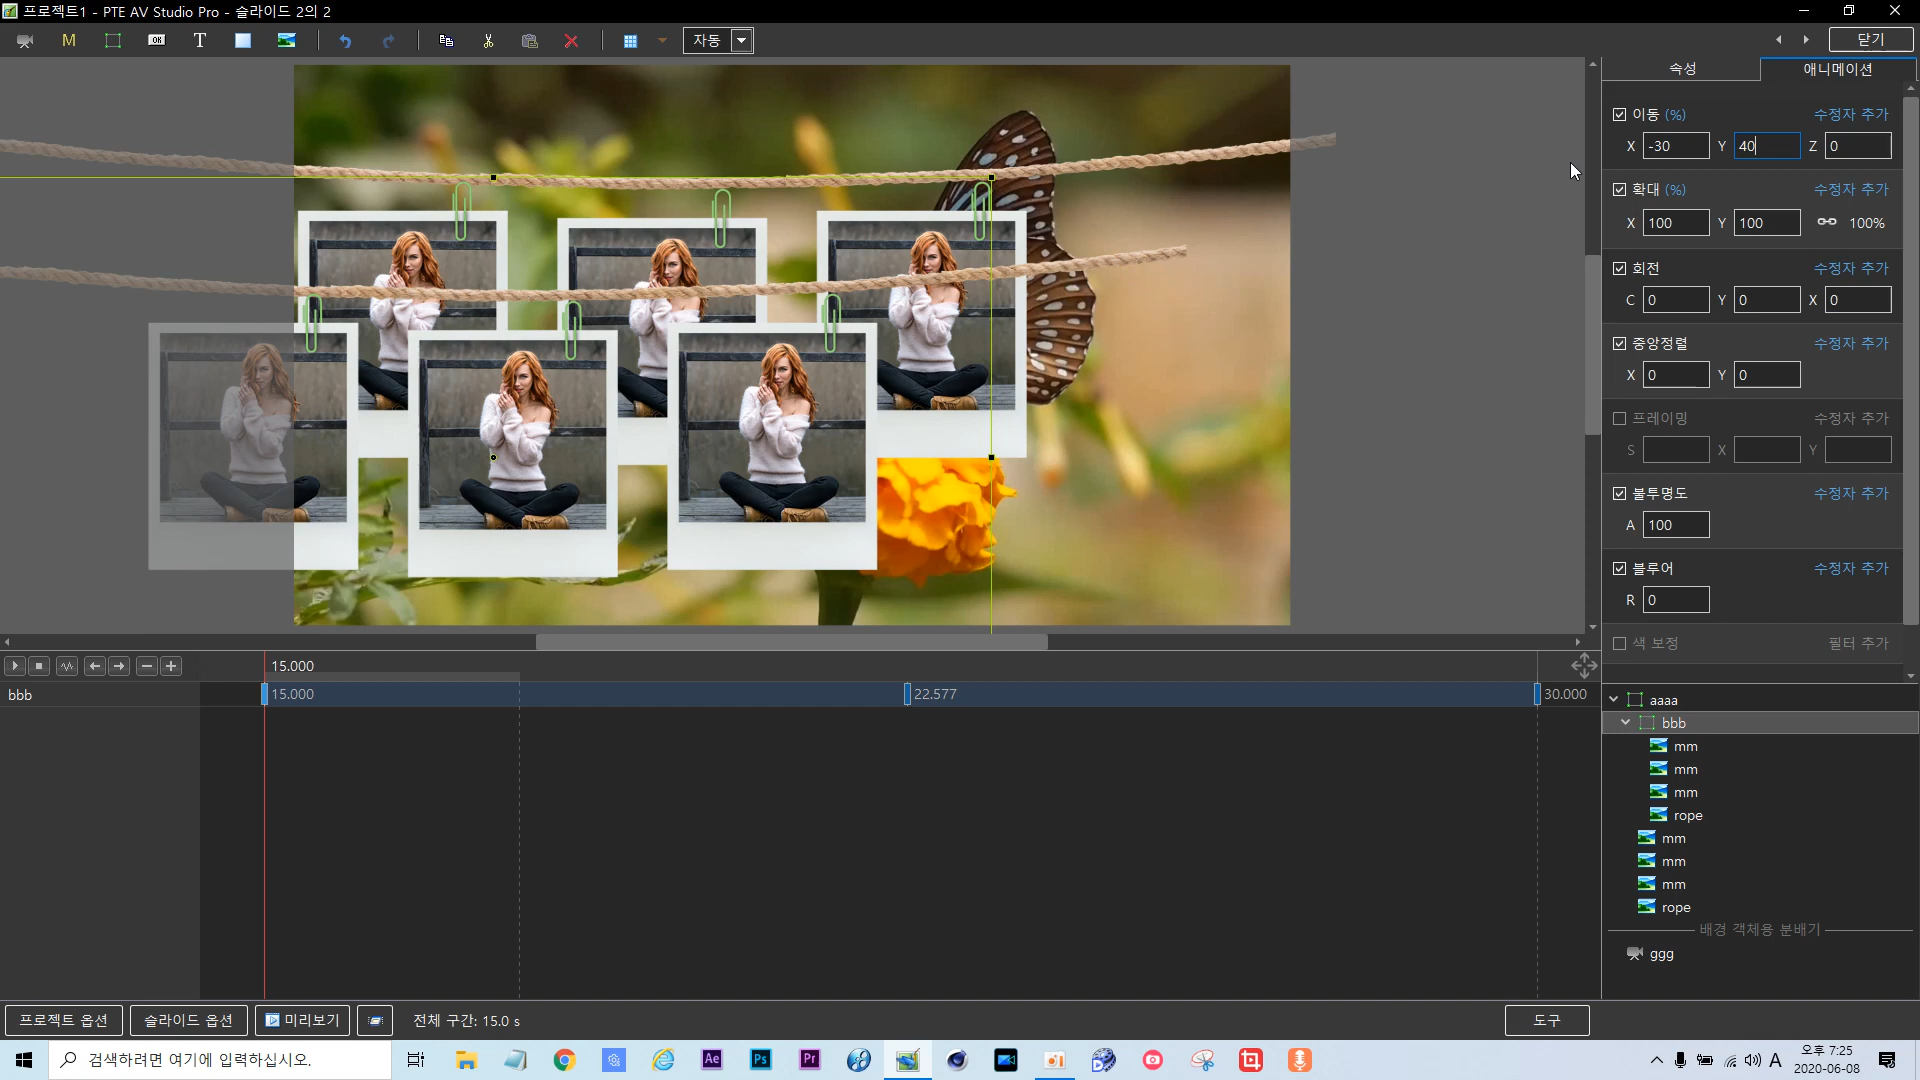 프로젝트1 - PTE AV Studio Pro - 슬라이드 2의 2
M OK T 자동 닫기
속성 애니메이션
이동 (%) 수정자 추가
X -30 Y 40 Z 0
확대 (%) 수정자 추가
X 100 Y 100 100%
회전 수정자 추가
C 0 Y 0 X 0
중앙정렬 수정자 추가
X 0 Y 0
프레이밍 수정자 추가
S X Y
불투명도 수정자 추가
A 100
블루어 수정자 추가
R 0
색 보정 필터 추가
15.000
bbb 15.000 22.577 30.000
aaaa
bbb
mm
mm
mm
rope
mm
mm
mm
rope
배경 객체용 분배기
ggg
프로젝트 옵션 슬라이드 옵션 미리보기 전체 구간: 15.0 s 도구
검색하려면 여기에 입력하십시오. Ae Ps Pr A 오후 7:25
2020-06-08